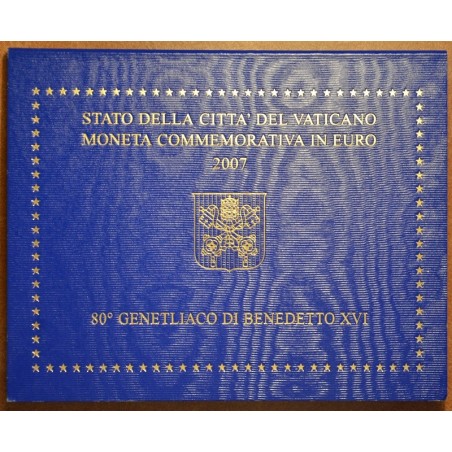 STATO DELLA CITTA' DEL VATICANO
MONETA COMMEMORATIVA IN EURO
2007
80° GENETLIACO DI BENEDETTO XVI